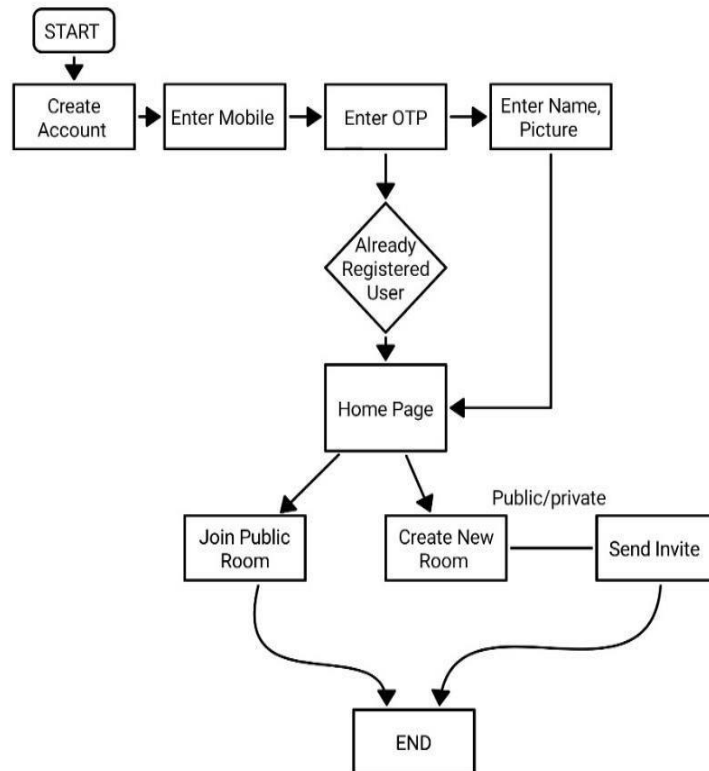 START
Create
Account
Enter Mobile
Enter OTP
Enter Name,
Picture
Already
Registered
User
Home Page
Public/private
Join Public
Room
Create New
Room
Send Invite
END